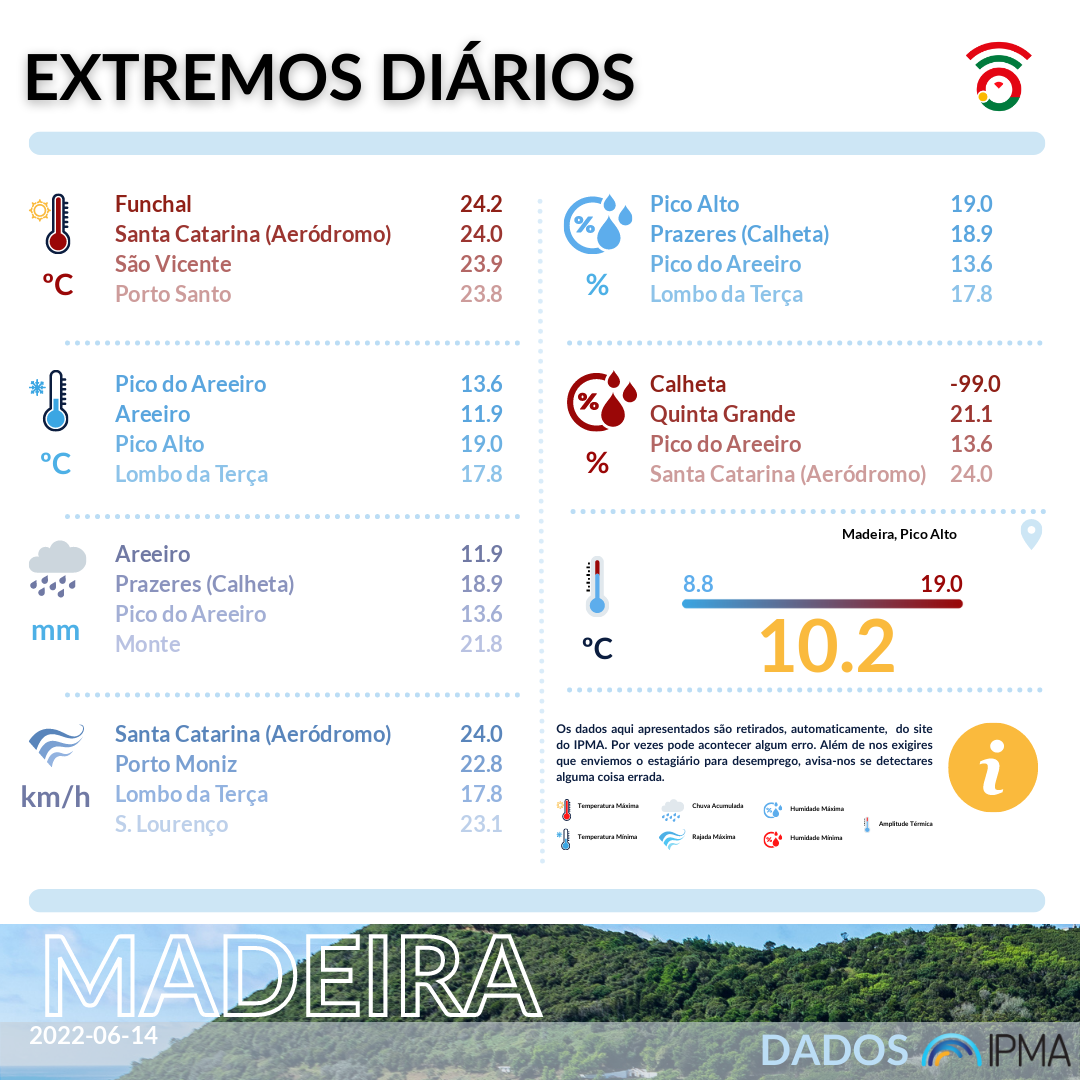 EXTREMOS DIÁRIOS
ºC
Funchal 24.2
Santa Catarina (Aeródromo) 24.0
São Vicente 23.9
Porto Santo 23.8
ºC
Pico do Areeiro 13.6
Areeiro 11.9
Pico Alto 19.0
Lombo da Terça 17.8
mm
Areeiro 11.9
Prazeres (Calheta) 18.9
Pico do Areeiro 13.6
Monte 21.8
km/h
Santa Catarina (Aeródromo) 24.0
Porto Moniz 22.8
Lombo da Terça 17.8
S. Lourenço 23.1
%
%
Pico Alto 19.0
Prazeres (Calheta) 18.9
Pico do Areeiro 13.6
Lombo da Terça 17.8
%
%
Calheta -99.0
Quinta Grande 21.1
Pico do Areeiro 13.6
Santa Catarina (Aeródromo) 24.0
Madeira, Pico Alto
8.8 19.0
ºC
10.2
Os dados aqui apresentados são retirados, automaticamente, do site
do IPMA. Por vezes pode acontecer algum erro. Além de nos exigires
que enviemos o estagiário para desemprego, avisa-nos se detectares
alguma coisa errada.
i
Temperatura Máxima Chuva Acumulada Humidade Máxima
Amplitude Térmica
Temperatura Mínima Rajada Máxima Humidade Mínima
MADEIRA
2022-06-14
DADOS IPMA